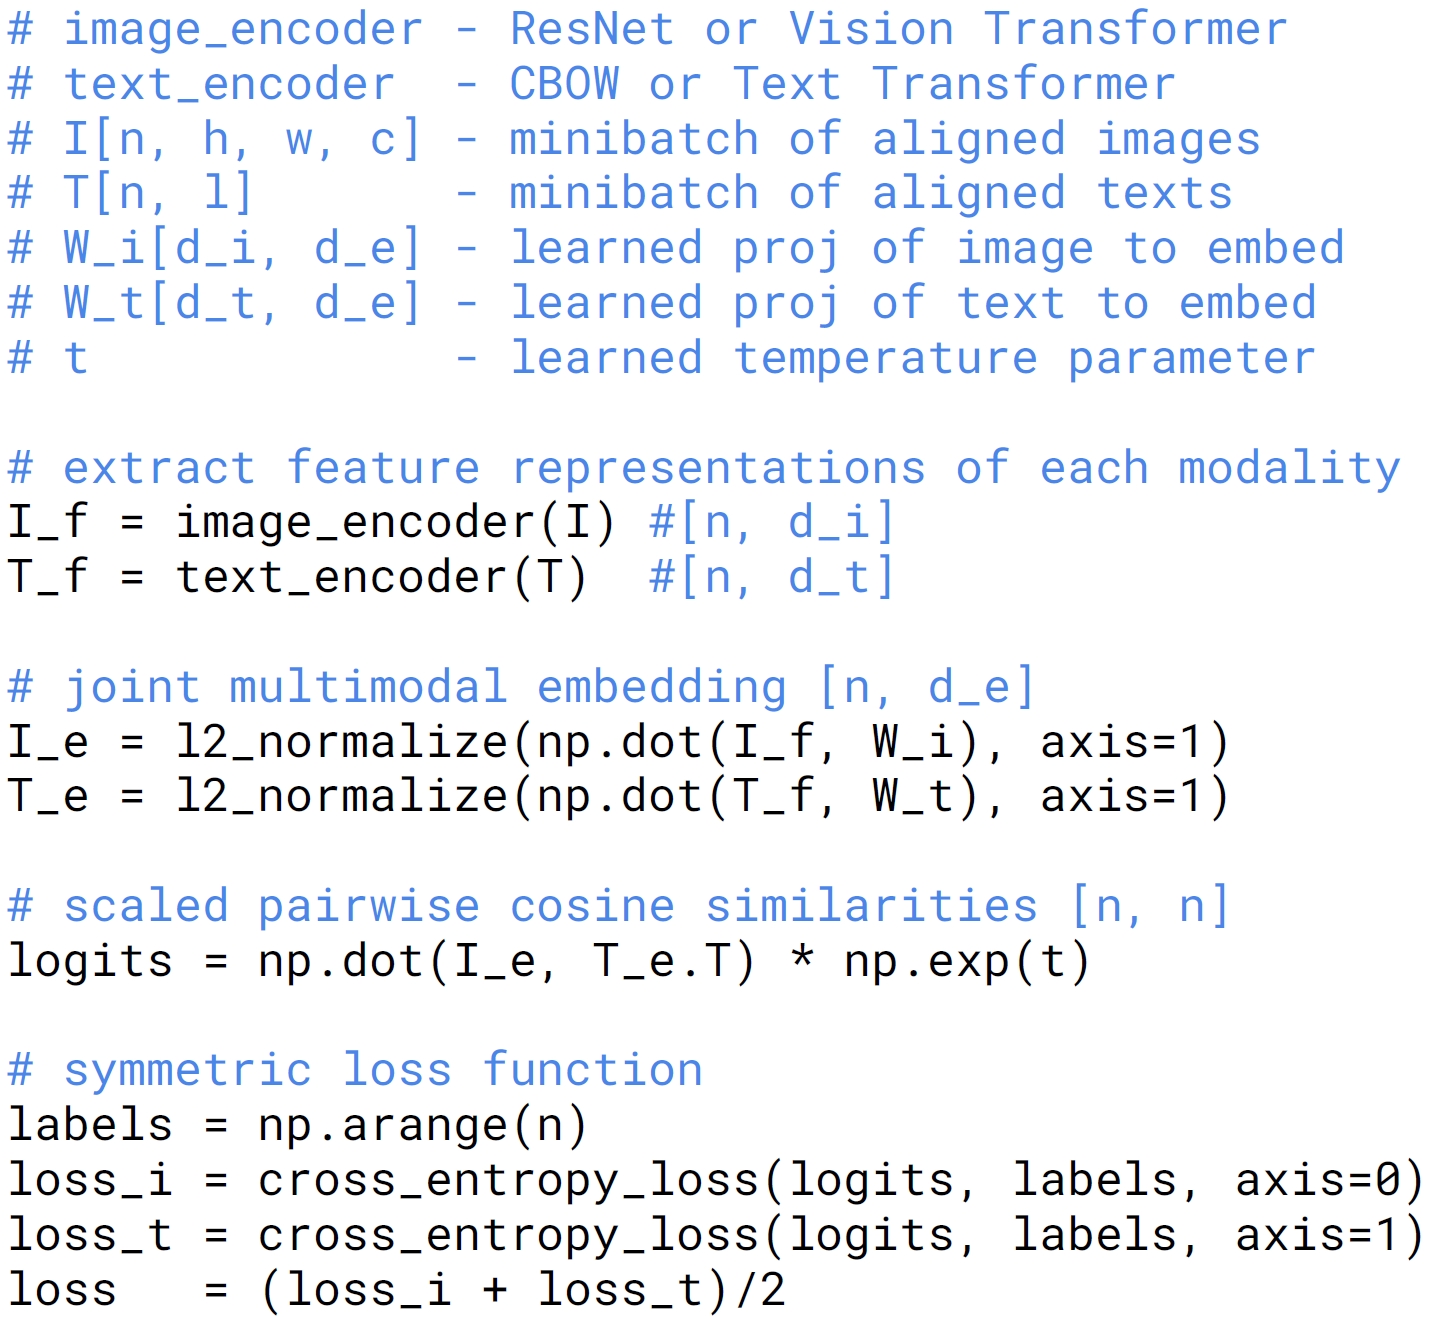 # image_encoder - ResNet or Vision Transformer
# text_encoder  - CBOW or Text Transformer
# I[n, h, w, c] - minibatch of aligned images
# T[n, l]       - minibatch of aligned texts
# W_i[d_i, d_e] - learned proj of image to embed
# W_t[d_t, d_e] - learned proj of text to embed
# t             - learned temperature parameter
# extract feature representations of each modality
I_f = image_encoder(I) #[n, d_i]
T_f = text_encoder(T)  #[n, d_t]
# joint multimodal embedding [n, d_e]
I_e = l2_normalize(np.dot(I_f, W_i), axis=1)
T_e = l2_normalize(np.dot(T_f, W_t), axis=1)
# scaled pairwise cosine similarities [n, n]
logits = np.dot(I_e, T_e.T) * np.exp(t)
# symmetric loss function
labels = np.arange(n)
loss_i = cross_entropy_loss(logits, labels, axis=0)
loss_t = cross_entropy_loss(logits, labels, axis=1)
loss   = (loss_i + loss_t)/2